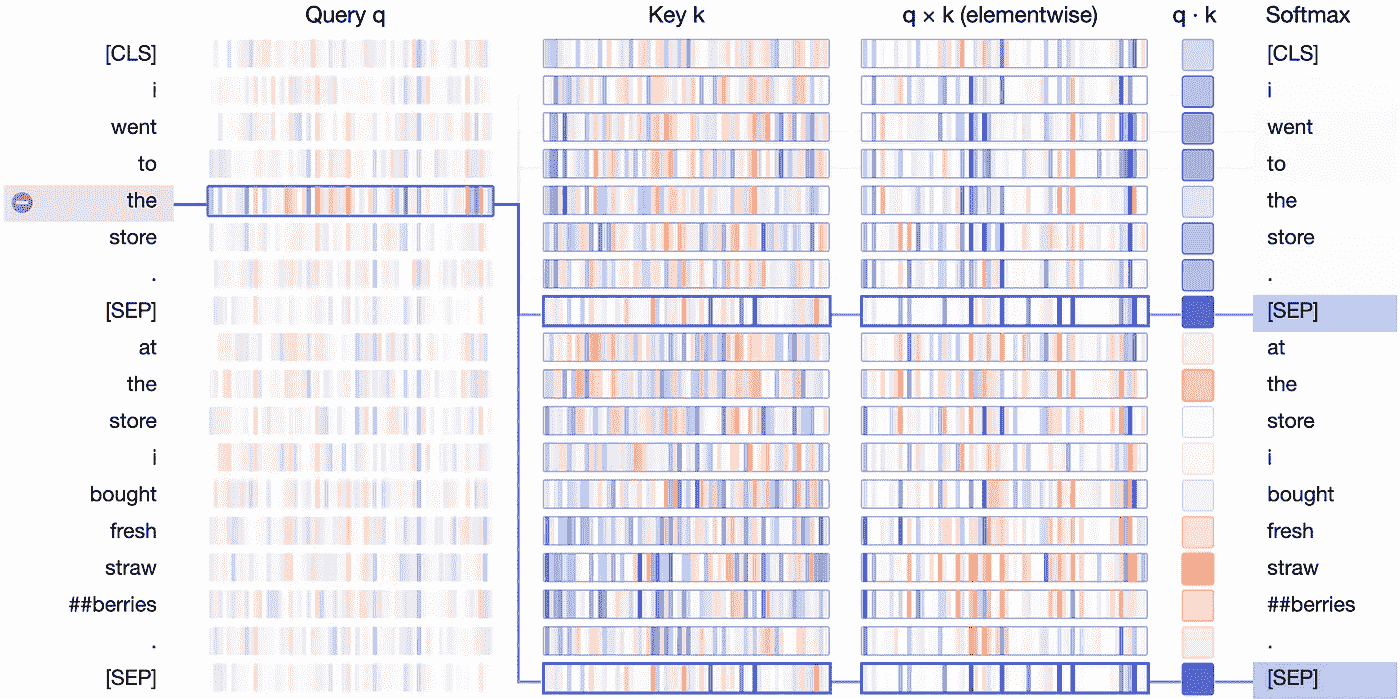 Query q Key k q × k (elementwise) q · k Softmax
[CLS] [CLS]
i i
went went
to to
the the
store store
. .
[SEP] [SEP]
at at
the the
store store
i i
bought bought
fresh fresh
straw straw
##berries ##berries
. .
[SEP] [SEP]